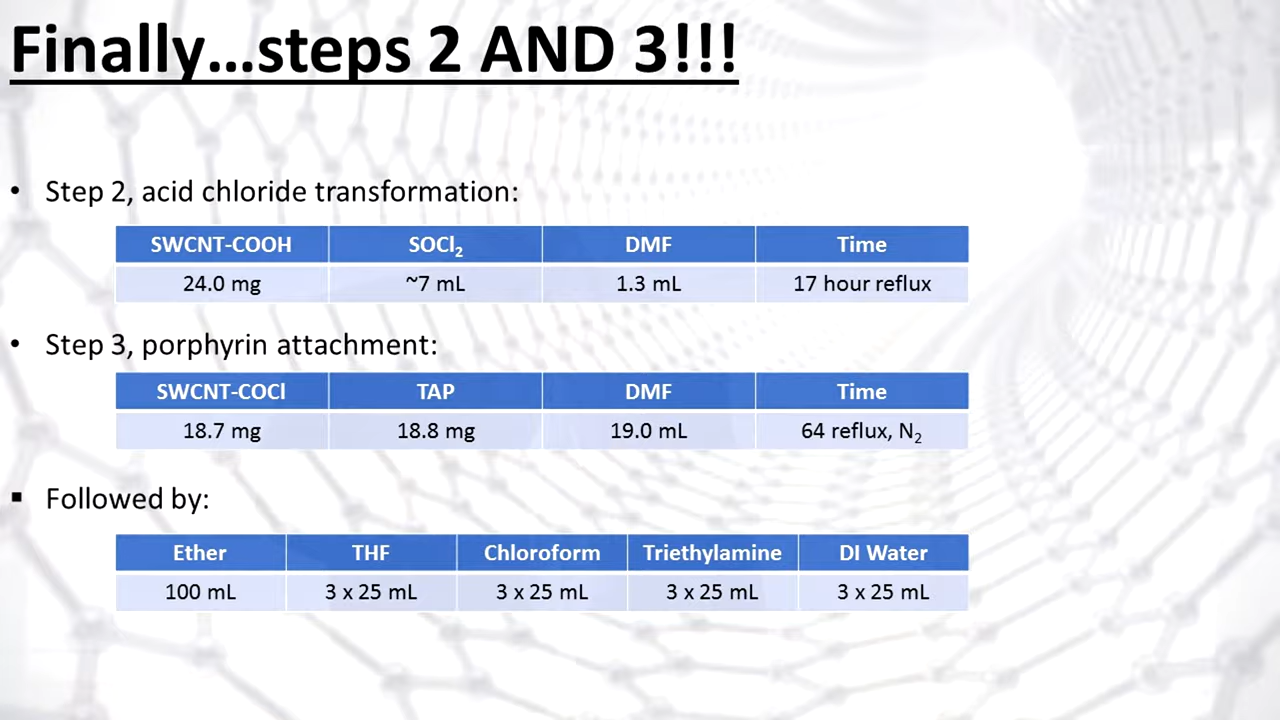 Finally...steps 2 AND 3!!!
• Step 2, acid chloride transformation:
SWCNT-COOH SOCl₂ DMF Time
24.0 mg ~7 mL 1.3 mL 17 hour reflux
• Step 3, porphyrin attachment:
SWCNT-COCl TAP DMF Time
18.7 mg 18.8 mg 19.0 mL 64 reflux, N₂
▪ Followed by:
Ether THF Chloroform Triethylamine DI Water
100 mL 3 x 25 mL 3 x 25 mL 3 x 25 mL 3 x 25 mL